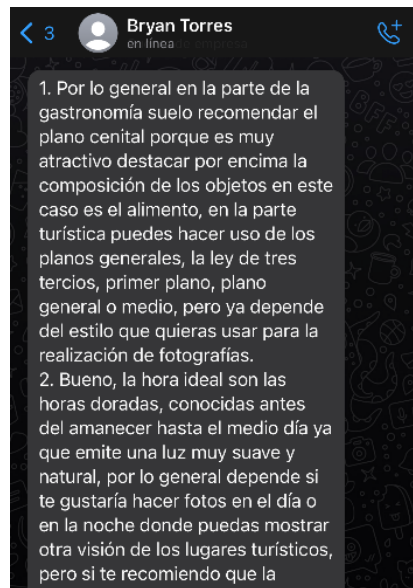 3
Bryan Torres
en línea
1. Por lo general en la parte de la
gastronomía suelo recomendar el
plano cenital porque es muy
atractivo destacar por encima la
composición de los objetos en este
caso es el alimento, en la parte
turística puedes hacer uso de los
planos generales, la ley de tres
tercios, primer plano, plano
general o medio, pero ya depende
del estilo que quieras usar para la
realización de fotografías.
2. Bueno, la hora ideal son las
horas doradas, conocidas antes
del amanecer hasta el medio día ya
que emite una luz muy suave y
natural, por lo general depende si
te gustaría hacer fotos en el día o
en la noche donde puedas mostrar
otra visión de los lugares turísticos,
pero si te recomiendo que la